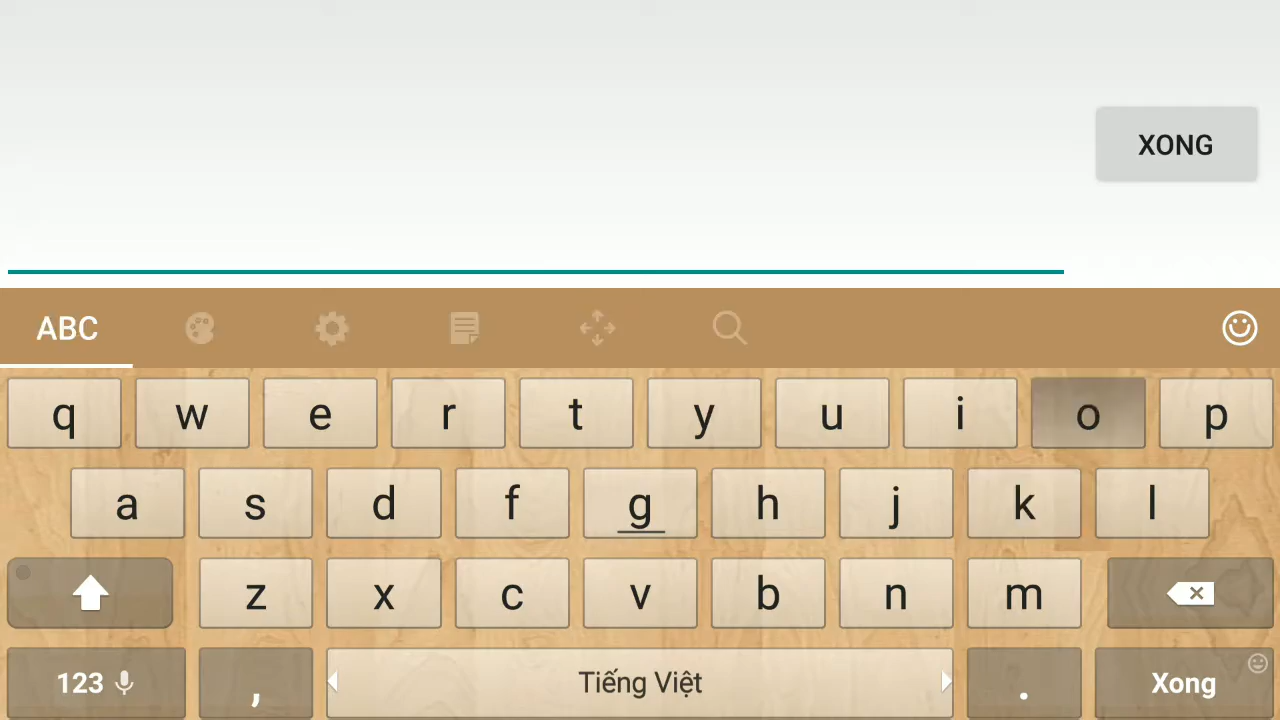 XONG
ABC
q w e r t y u i o p
a s d f g h j k l
z x c v b n m
123 , Tiếng Việt . Xong